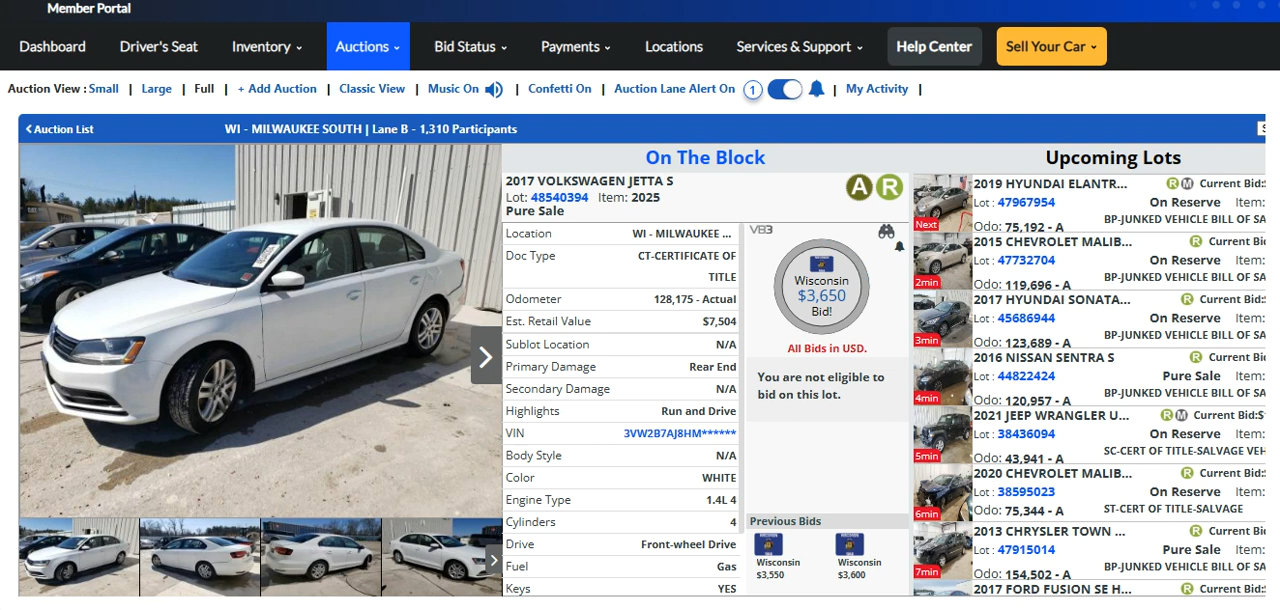 Member Portal
Dashboard Driver's Seat Inventory Auctions Bid Status Payments Locations Services & Support Help Center Sell Your Car
Auction View : Small | Large | Full | + Add Auction | Classic View | Music On | Confetti On | Auction Lane Alert On 1 | My Activity |
Auction List WI - MILWAUKEE SOUTH | Lane B - 1,310 Participants
On The Block
2017 VOLKSWAGEN JETTA S
Lot: 48540394 Item: 2025
Pure Sale
A R
Location WI - MILWAUKEE ...
Doc Type CT-CERTIFICATE OF
TITLE
Odometer 128,175 - Actual
Est. Retail Value $7,504
Sublot Location N/A
Primary Damage Rear End
Secondary Damage N/A
Highlights Run and Drive
VIN 3VW2B7AJ8HM******
Body Style N/A
Color WHITE
Engine Type 1.4L 4
Cylinders 4
Drive Front-wheel Drive
Fuel Gas
Keys YES
VB3
Wisconsin
$3,650
Bid!
All Bids in USD.
You are not eligible to
bid on this lot.
Previous Bids
Wisconsin
$3,550
Wisconsin
$3,600
Upcoming Lots
2019 HYUNDAI ELANTR... R M Current Bid:
Lot : 47967954 On Reserve Item:
Next Odo: 75,192 - A BP-JUNKED VEHICLE BILL OF SA
2015 CHEVROLET MALIB... R Current Bi
Lot : 47732704 On Reserve Item:
2min Odo: 119,696 - A BP-JUNKED VEHICLE BILL OF SA
2017 HYUNDAI SONATA... R Current Bid:
Lot : 45686944 On Reserve Item:
3min Odo: 123,689 - A BP-JUNKED VEHICLE BILL OF SA
2016 NISSAN SENTRA S R Current Bi
Lot : 44822424 Pure Sale Item:
4min Odo: 120,957 - A BP-JUNKED VEHICLE BILL OF SA
2021 JEEP WRANGLER U... R M Current Bid:$
Lot : 38436094 On Reserve Item:
5min Odo: 43,941 - A SC-CERT OF TITLE-SALVAGE VEH
2020 CHEVROLET MALIB... R Current Bid:
Lot : 38595023 On Reserve Item:
6min Odo: 75,344 - A ST-CERT OF TITLE-SALVAGE
2013 CHRYSLER TOWN ... R Current Bi
Lot : 47915014 Pure Sale Item:
7min Odo: 154,502 - A BP-JUNKED VEHICLE BILL OF SA
2017 FORD FUSION SE H... R Current Bid: